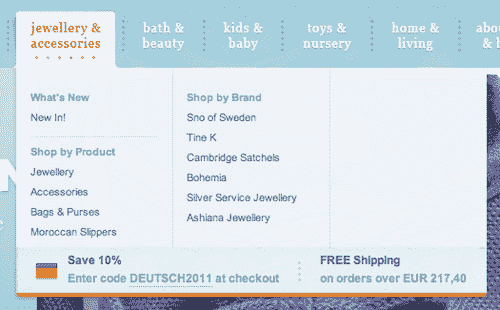 jewellery &
accessories
bath &
beauty
kids &
baby
toys &
nursery
home &
living
What's New
New In!
Shop by Product
Jewellery
Accessories
Bags & Purses
Moroccan Slippers
Shop by Brand
Sno of Sweden
Tine K
Cambridge Satchels
Bohemia
Silver Service Jewellery
Ashiana Jewellery
Save 10%
Enter code DEUTSCH2011 at checkout
FREE Shipping
on orders over EUR 217,40